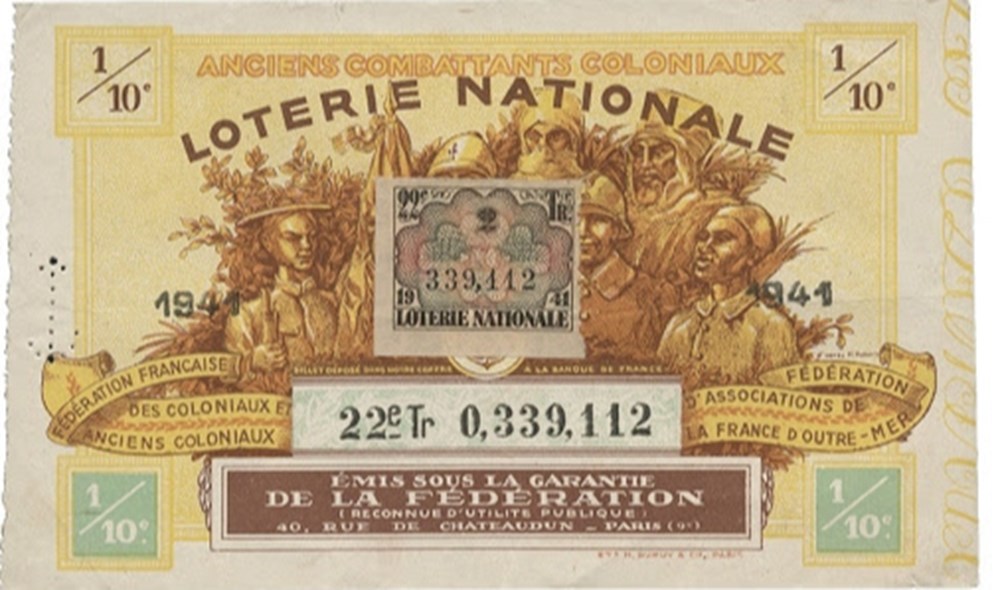 1/10e
ANCIENS COMBATTANTS COLONIAUX
1/10e
LOTERIE NATIONALE
22e Tr.
2
339,112
19 41
LOTERIE NATIONALE
1941
1941
BILLET DÉPOSÉ DANS NOTRE COFFRE À LA BANQUE DE FRANCE
FÉDÉRATION FRANÇAISE
DES COLONIAUX ET
ANCIENS COLONIAUX
FÉDÉRATION
D'ASSOCIATIONS DE
LA FRANCE D'OUTRE-MER
22e Tr 0,339,112
ÉMIS SOUS LA GARANTIE
DE LA FÉDÉRATION
(RECONNUE D'UTILITÉ PUBLIQUE)
40, RUE DE CHATEAUDUN _ PARIS (9e)
1/10e
1/10e